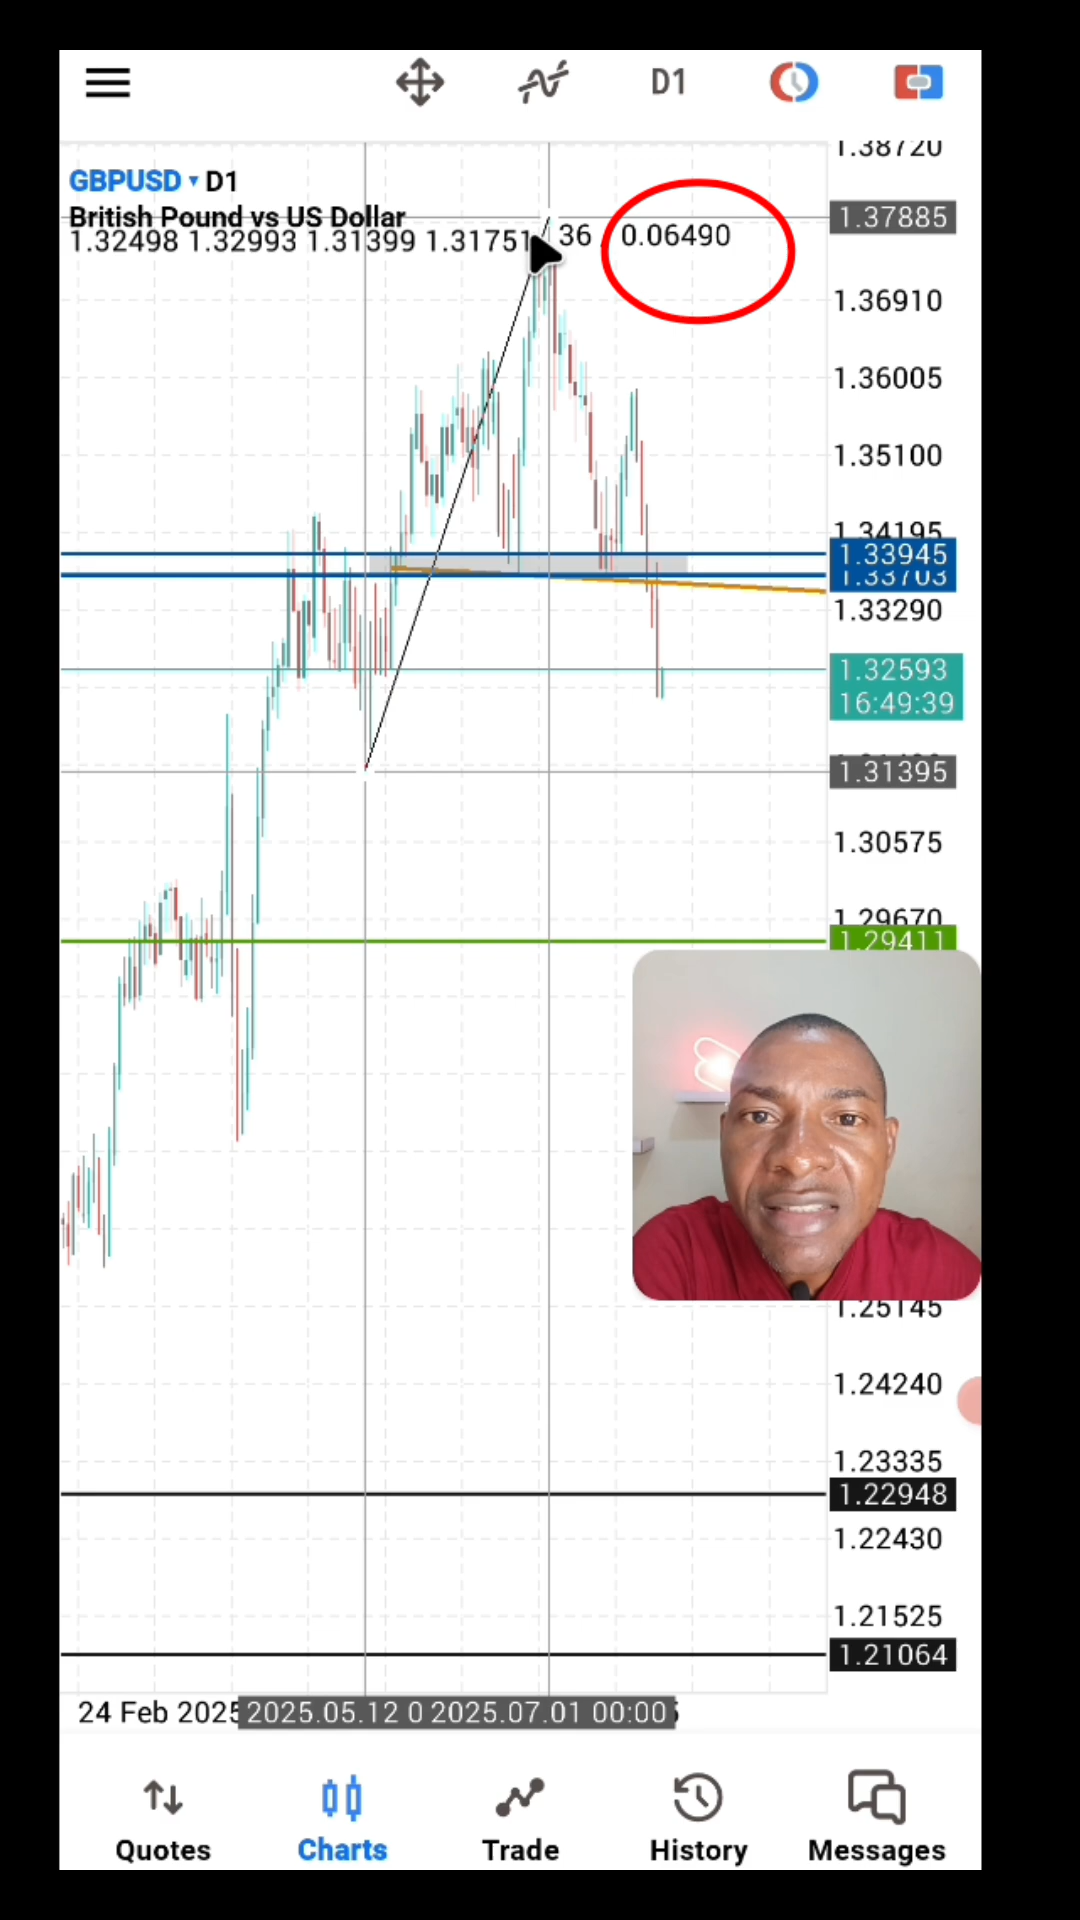 D1
1.38720
GBPUSD ▾ D1
British Pound vs US Dollar
1.32498 1.32993 1.31399 1.31751
36
0.06490
1.37885
1.36910
1.36005
1.35100
1.34195
1.33945
1.33703
1.33290
1.32593
16:49:39
1.31395
1.30575
1.29670
1.29411
1.25145
1.24240
1.23335
1.22948
1.22430
1.21525
1.21064
24 Feb 2025
2025.05.12 0
2025.07.01 00:00
Quotes
Charts
Trade
History
Messages